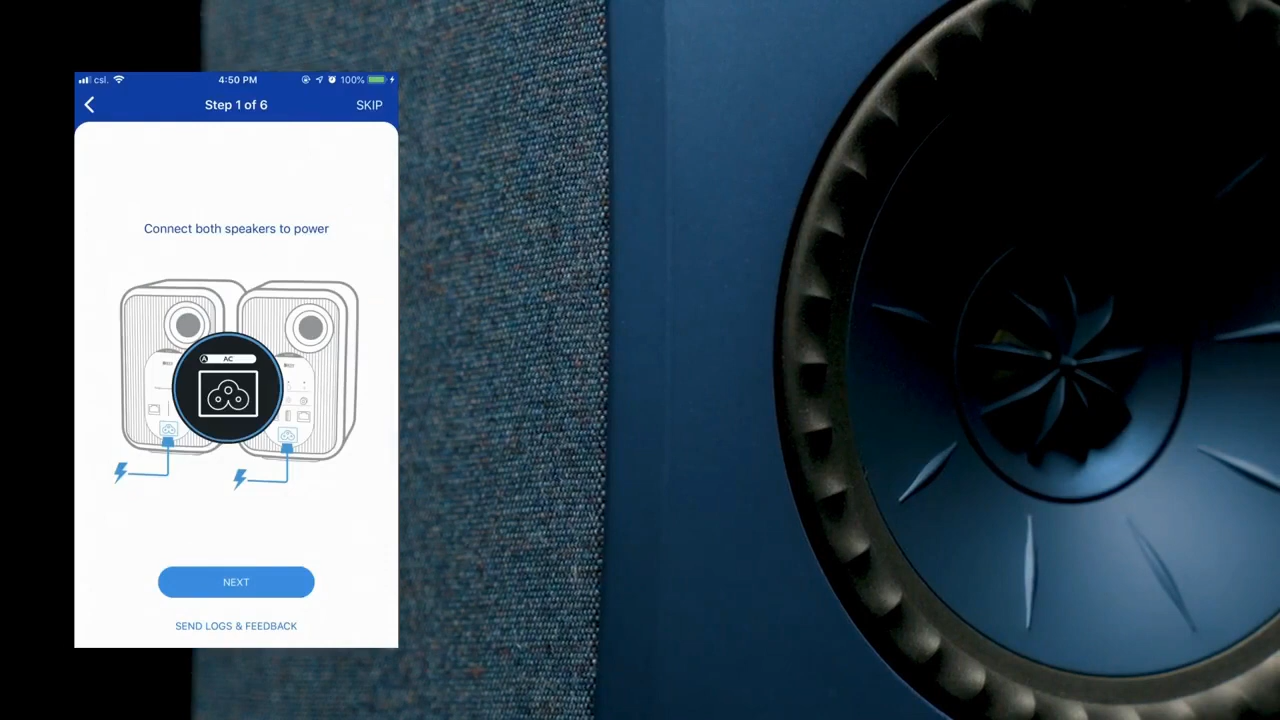 csl.
4:50 PM
100%
Step 1 of 6
SKIP
Connect both speakers to power
A AC
NEXT
SEND LOGS & FEEDBACK